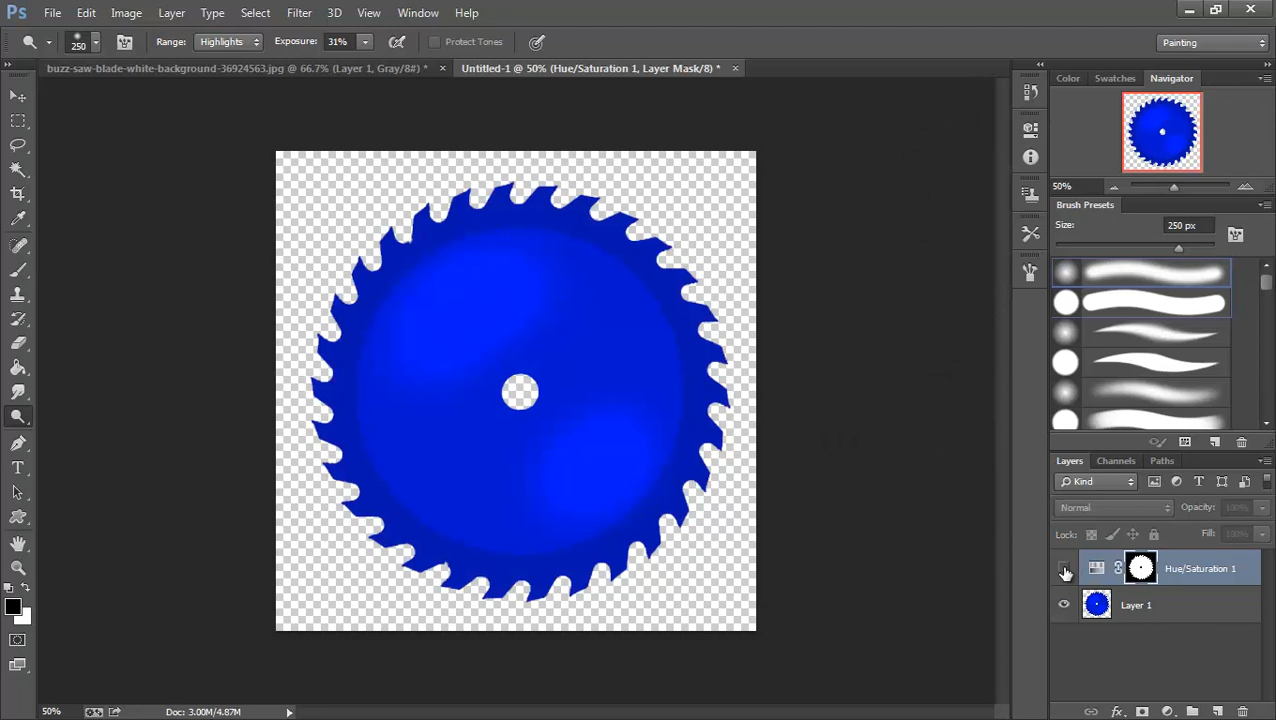 Ps File Edit Image Layer Type Select Filter 3D View Window Help
250 Range: Highlights Exposure: 31% Protect Tones Painting
buzz-saw-blade-white-background-36924563.jpg @ 66.7% (Layer 1, Gray/8#) * × Untitled-1 @ 50% (Hue/Saturation 1, Layer Mask/8) * ×
Color Swatches Navigator
50%
Brush Presets
Size: 250 px
Layers Channels Paths
Kind
Normal Opacity: 100%
Lock: Fill: 100%
Hue/Saturation 1
Layer 1
50% Doc: 3.00M/4.87M